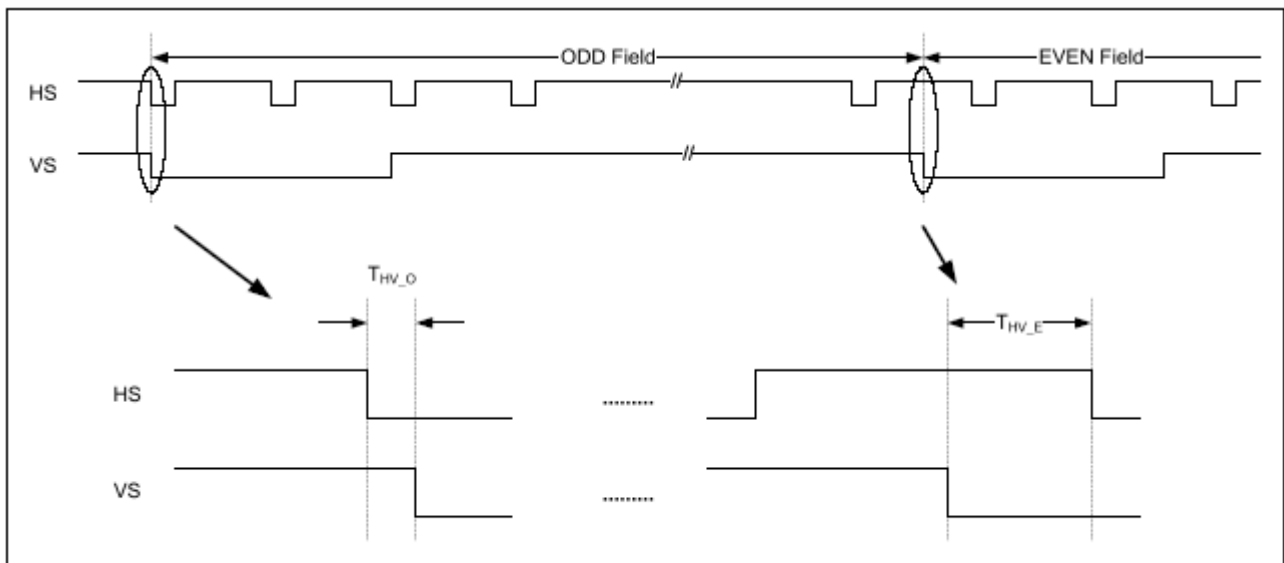 ODD Field
EVEN Field
HS
//
VS
//
T_HV_O
T_HV_E
HS
.........
VS
.........